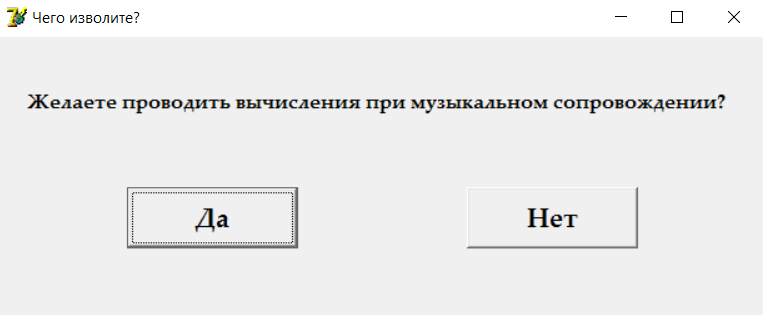 Чего изволите?
Желаете проводить вычисления при музыкальном сопровождении?
Да
Нет